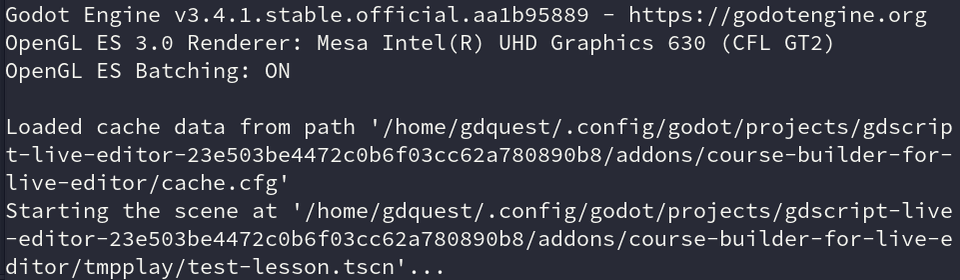 Godot Engine v3.4.1.stable.official.aa1b95889 - https://godotengine.org
OpenGL ES 3.0 Renderer: Mesa Intel(R) UHD Graphics 630 (CFL GT2)
OpenGL ES Batching: ON

Loaded cache data from path '/home/gdquest/.config/godot/projects/gdscrip
t-live-editor-23e503be4472c0b6f03cc62a780890b8/addons/course-builder-for-
live-editor/cache.cfg'
Starting the scene at '/home/gdquest/.config/godot/projects/gdscript-live
-editor-23e503be4472c0b6f03cc62a780890b8/addons/course-builder-for-live-e
ditor/tmpplay/test-lesson.tscn'...